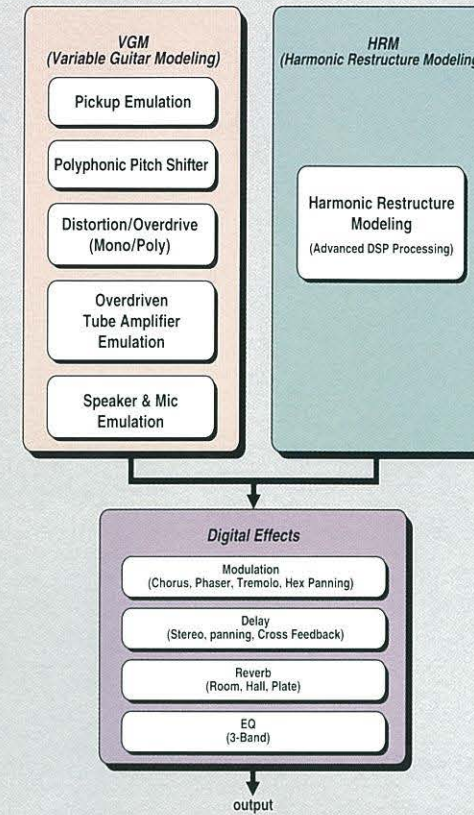 VGM
(Variable Guitar Modeling)
Pickup Emulation
Polyphonic Pitch Shifter
Distortion/Overdrive
(Mono/Poly)
Overdriven
Tube Amplifier
Emulation
Speaker & Mic
Emulation
HRM
(Harmonic Restructure Modeling
Harmonic Restructure
Modeling
(Advanced DSP Processing)
Digital Effects
Modulation
(Chorus, Phaser, Tremolo, Hex Panning)
Delay
(Stereo, panning, Cross Feedback)
Reverb
(Room, Hall, Plate)
EQ
(3-Band)
output